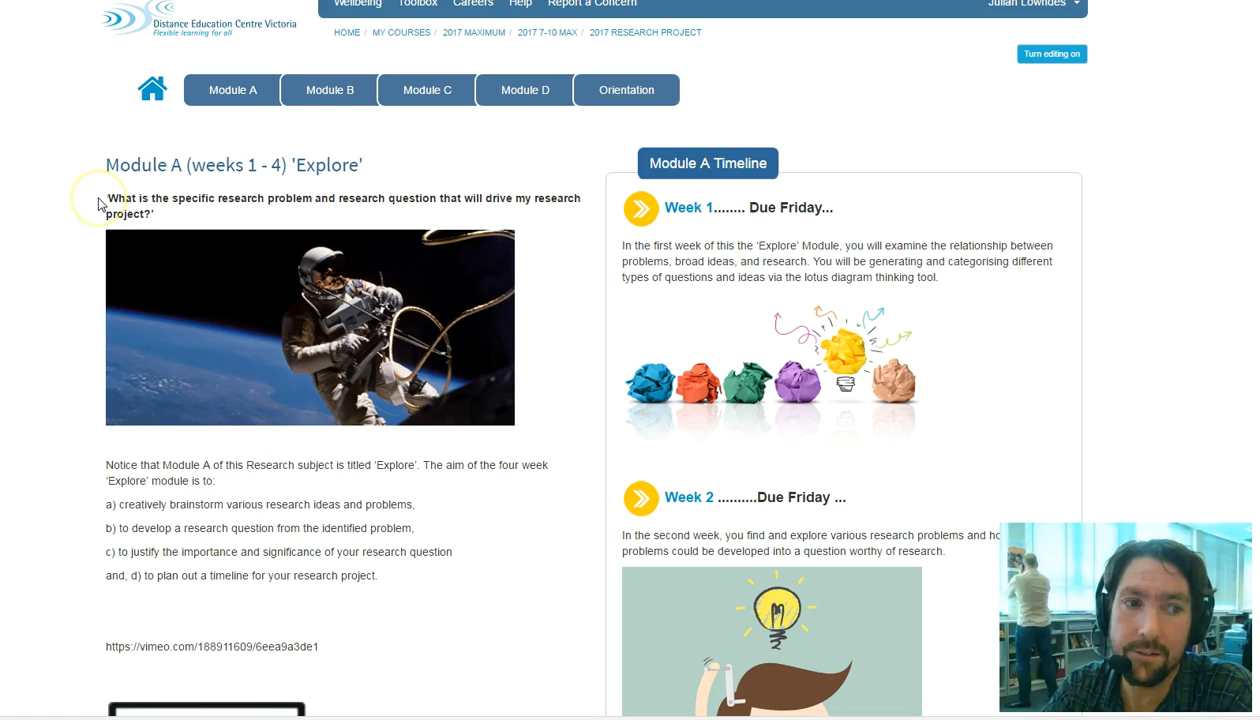 Wellbeing Toolbox Careers Help Report a Concern Julian Lowndes
Distance Education Centre Victoria
Flexible learning for all
HOME / MY COURSES / 2017 MAXIMUM / 2017 7-10 MAX / 2017 RESEARCH PROJECT
Turn editing on
Module A Module B Module C Module D Orientation
Module A (weeks 1 - 4) 'Explore'
'What is the specific research problem and research question that will drive my research
project?'
Notice that Module A of this Research subject is titled ‘Explore’. The aim of the four week
‘Explore’ module is to:
a) creatively brainstorm various research ideas and problems,
b) to develop a research question from the identified problem,
c) to justify the importance and significance of your research question
and, d) to plan out a timeline for your research project.
https://vimeo.com/188911609/6eea9a3de1
Module A Timeline
Week 1........ Due Friday...
In the first week of this the ‘Explore’ Module, you will examine the relationship between
problems, broad ideas, and research. You will be generating and categorising different
types of questions and ideas via the lotus diagram thinking tool.
Week 2 ..........Due Friday ...
In the second week, you find and explore various research problems and
problems could be developed into a question worthy of research.